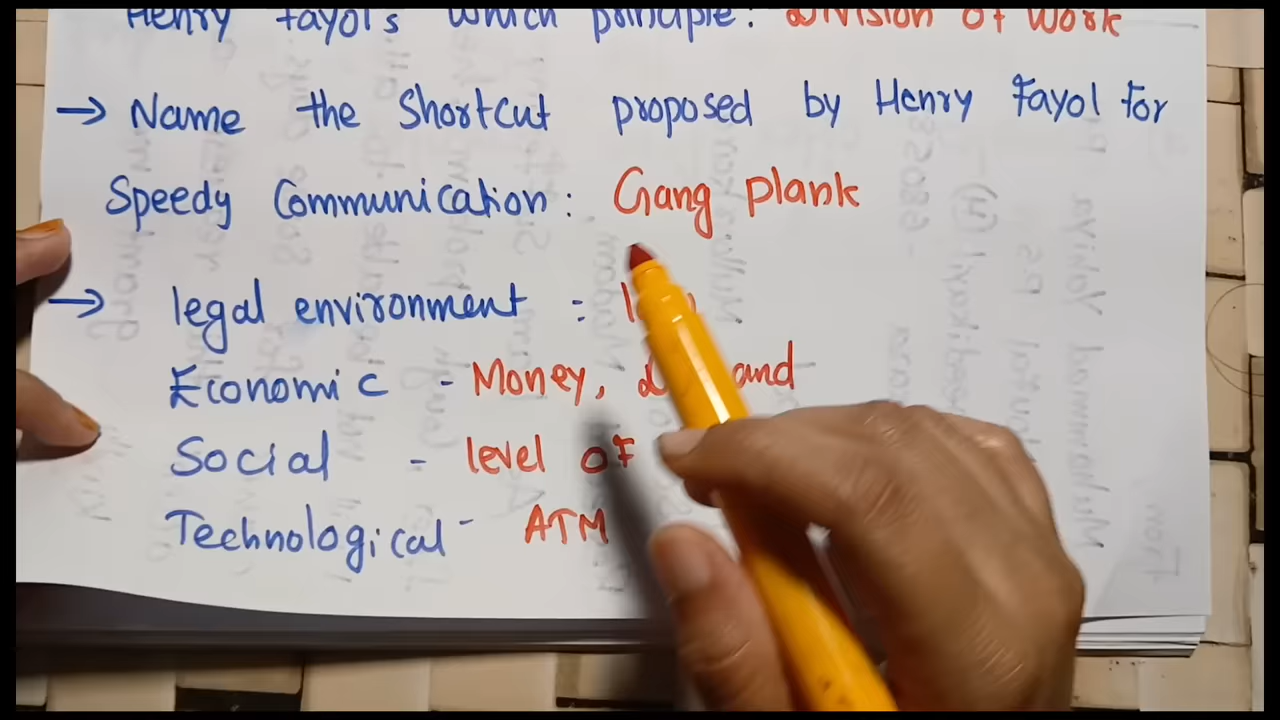 Henry Fayol's which principle: Division of Work
→ Name the Shortcut proposed by Henry Fayol for
Speedy Communication: Gang Plank
→ legal environment :
Economic - Money,
Social - level of
Technological - ATM